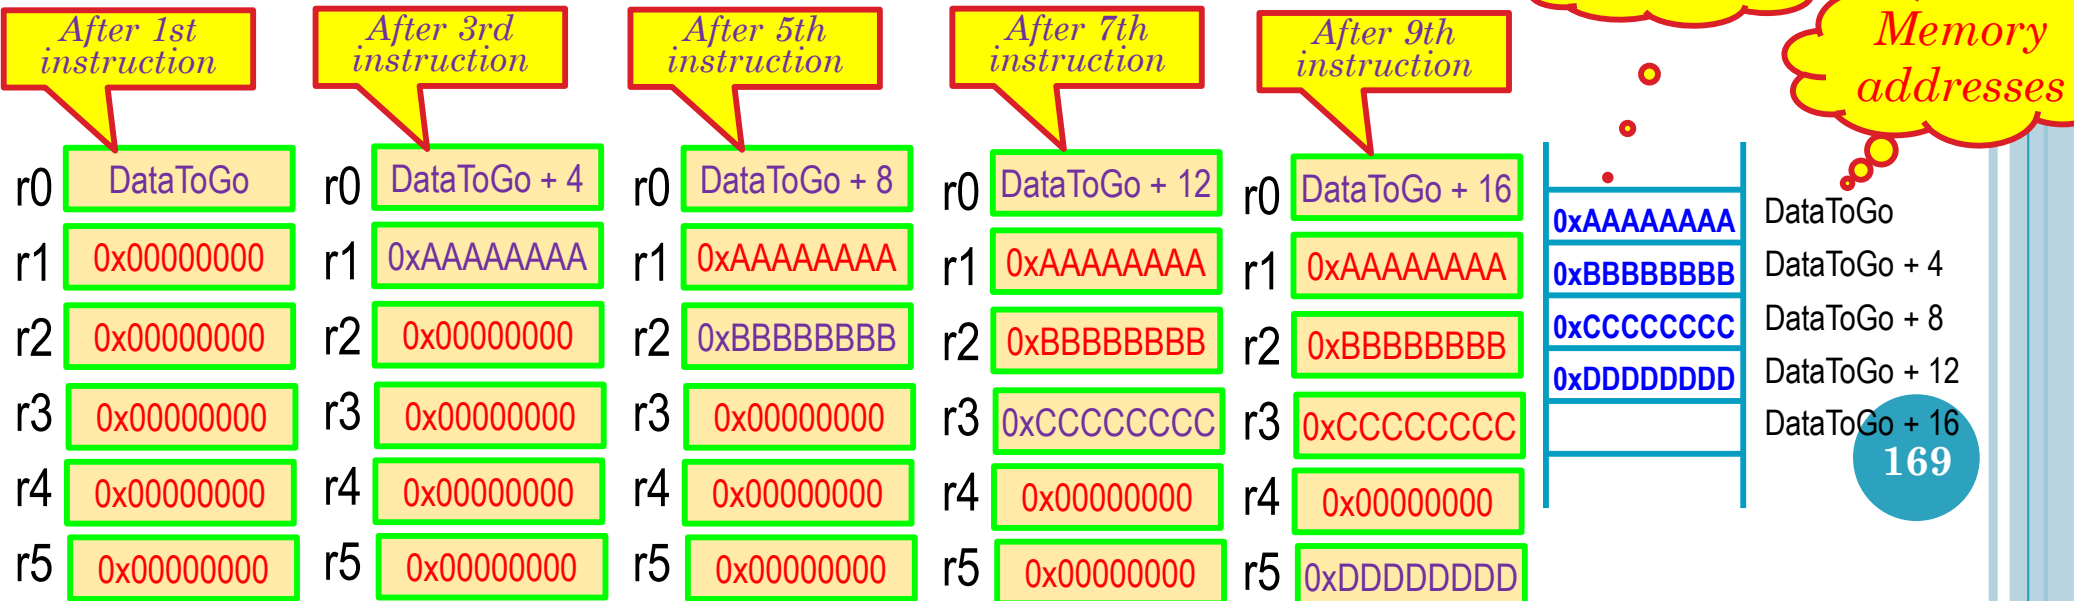 After 1st
instruction
After 3rd
instruction
After 5th
instruction
After 7th
instruction
After 9th
instruction
Memory
addresses
r0 DataToGo
r1 0x00000000
r2 0x00000000
r3 0x00000000
r4 0x00000000
r5 0x00000000
r0 DataToGo + 4
r1 0xAAAAAAAA
r2 0x00000000
r3 0x00000000
r4 0x00000000
r5 0x00000000
r0 DataToGo + 8
r1 0xAAAAAAAA
r2 0xBBBBBBBB
r3 0x00000000
r4 0x00000000
r5 0x00000000
r0 DataToGo + 12
r1 0xAAAAAAAA
r2 0xBBBBBBBB
r3 0xCCCCCCCC
r4 0x00000000
r5 0x00000000
r0 DataToGo + 16
r1 0xAAAAAAAA
r2 0xBBBBBBBB
r3 0xCCCCCCCC
r4 0x00000000
r5 0xDDDDDDDD
0xAAAAAAAA DataToGo
0xBBBBBBBB DataToGo + 4
0xCCCCCCCC DataToGo + 8
0xDDDDDDDD DataToGo + 12
DataToGo + 16
169